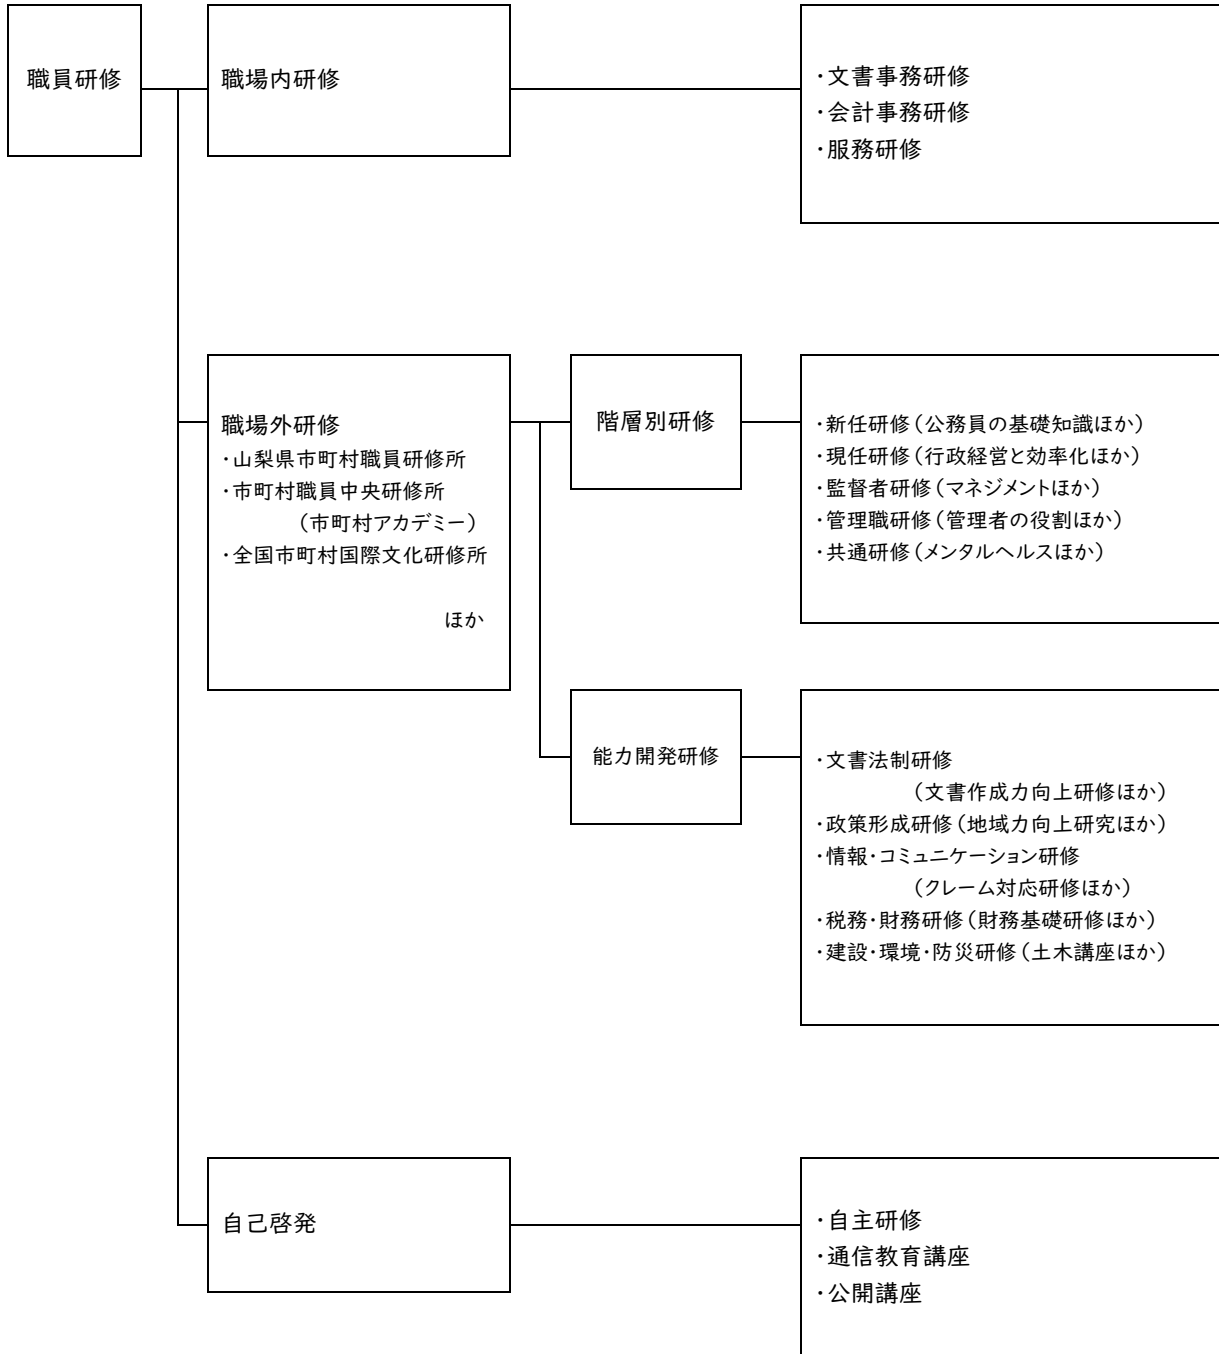 職員研修
職場内研修
・文書事務研修
・会計事務研修
・服務研修
職場外研修
・山梨県市町村職員研修所
・市町村職員中央研修所
（市町村アカデミー）
・全国市町村国際文化研修所
ほか
階層別研修
・新任研修（公務員の基礎知識ほか）
・現任研修（行政経営と効率化ほか）
・監督者研修（マネジメントほか）
・管理職研修（管理者の役割ほか）
・共通研修（メンタルヘルスほか）
能力開発研修
・文書法制研修
（文書作成力向上研修ほか）
・政策形成研修（地域力向上研究ほか）
・情報・コミュニケーション研修
（クレーム対応研修ほか）
・税務・財務研修（財務基礎研修ほか）
・建設・環境・防災研修（土木講座ほか）
自己啓発
・自主研修
・通信教育講座
・公開講座